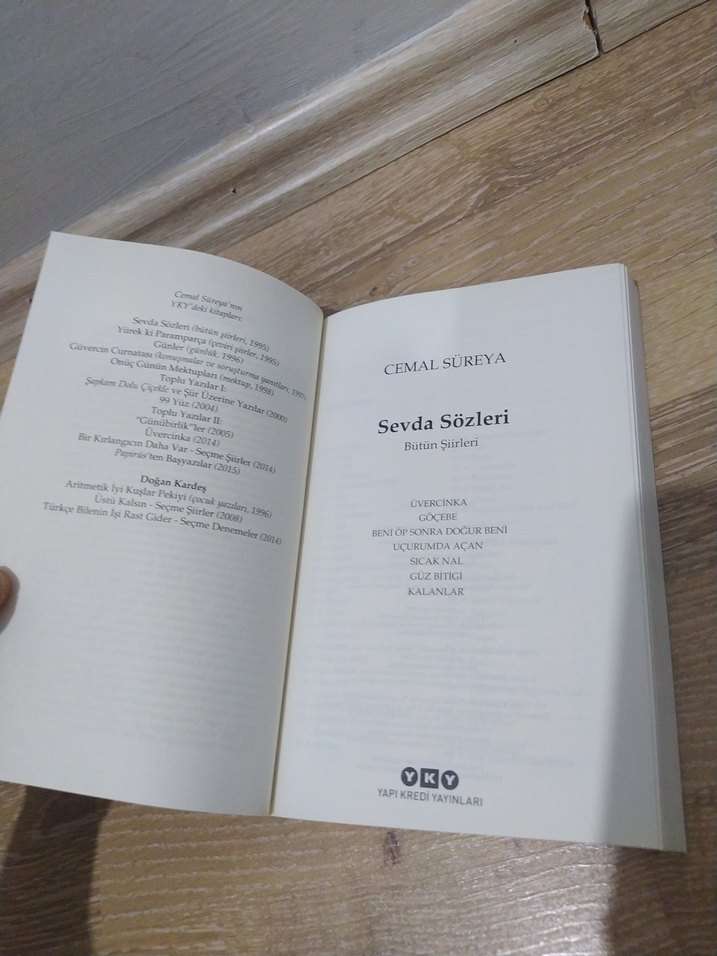 Cemal Süreya'nın
YKY'deki kitapları:
Sevda Sözleri (bütün şiirleri, 1995)
Yürek ki Paramparça (çeviri şiirler, 1995)
Günler (günlük, 1996)
Güvercin Curnatası (konuşmalar ve soruşturma yanıtları, 1997)
Onüç Günün Mektupları (mektup, 1998)
Toplu Yazılar I:
Şapkam Dolu Çiçekle ve Şiir Üzerine Yazılar (2000)
99 Yüz (2004)
Toplu Yazılar II:
"Günübirlik"ler (2005)
Üvercinka (2014)
Bir Kırlangıcın Daha Var - Seçme Şiirler (2014)
Papirüs'ten Başyazılar (2015)
Doğan Kardeş
Aritmetik İyi Kuşlar Pekiyi (çocuk yazıları, 1996)
Üstü Kalsın - Seçme Şiirler (2008)
Türkçe Bilenin İşi Rast Gider - Seçme Denemeler (2014)
CEMAL SÜREYA
Sevda Sözleri
Bütün Şiirleri
ÜVERCİNKA
GÖÇEBE
BENİ ÖP SONRA DOĞUR BENİ
UÇURUMDA AÇAN
SICAK NAL
GÜZ BİTİGİ
KALANLAR
YKY
YAPI KREDİ YAYINLARI